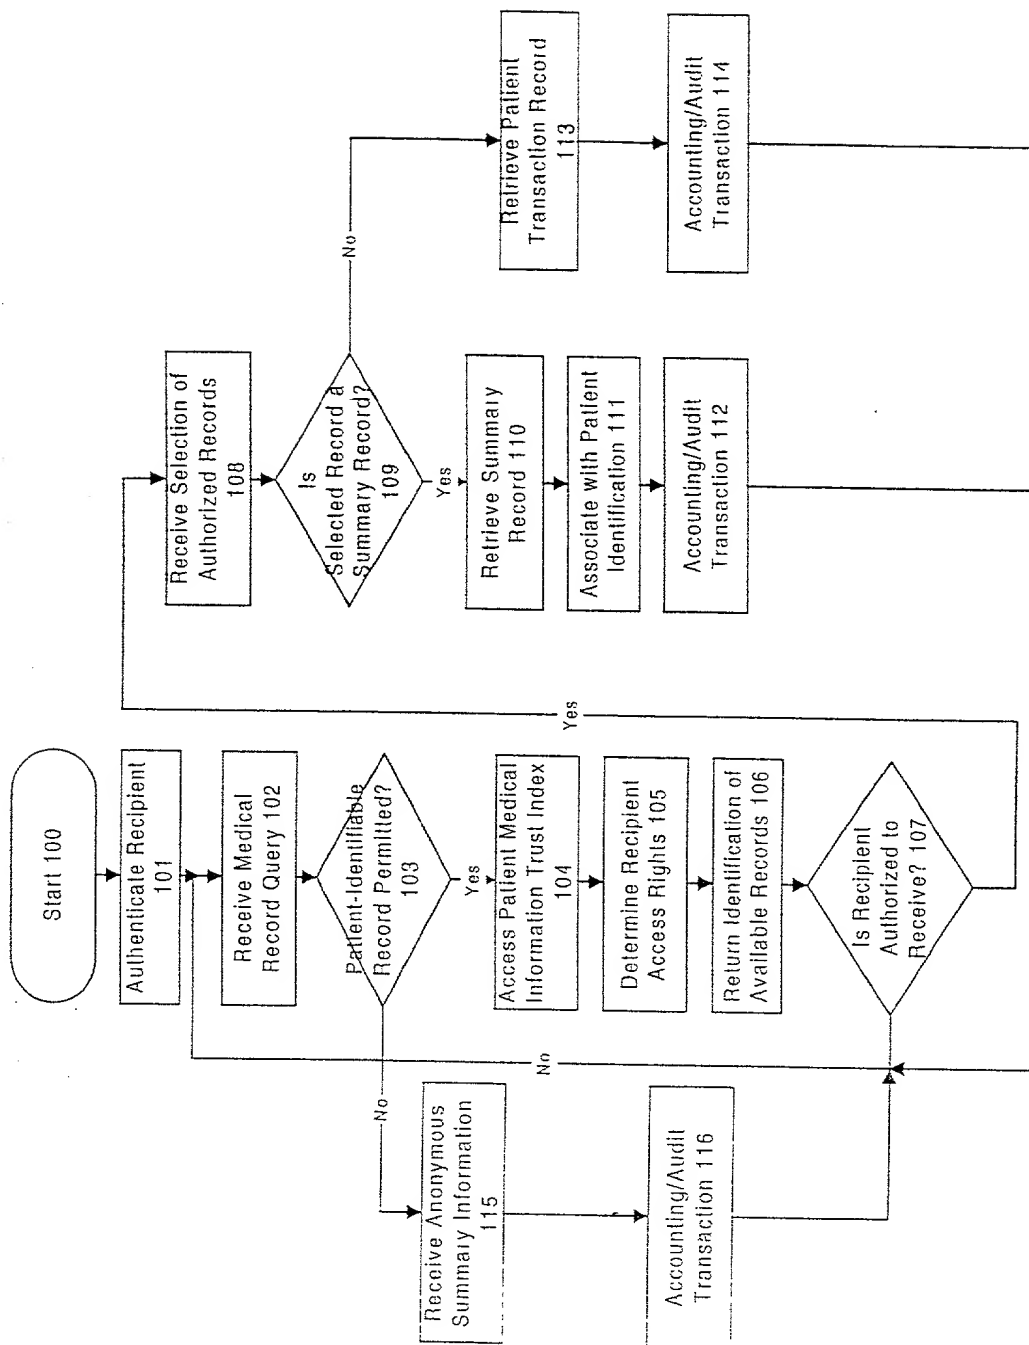 Start 100
Authenticate Recipient
101
Receive Medical
Record Query 102
Patient-Identifiable
Record Permitted?
103
Yes
No
Access Patient Medical
Information Trust Index
104
Determine Recipient
Access Rights 105
Return Identification of
Available Records 106
Is Recipient
Authorized to
Receive? 107
Yes
No
Receive Selection of
Authorized Records
108
Is
Selected Record a
Summary Record?
109
Yes
No
Retrieve Summary
Record 110
Associate with Patient
Identification 111
Accounting/Audit
Transaction 112
Retrieve Patient
Transaction Record
113
Accounting/Audit
Transaction 114
Receive Anonymous
Summary Information
115
Accounting/Audit
Transaction 116